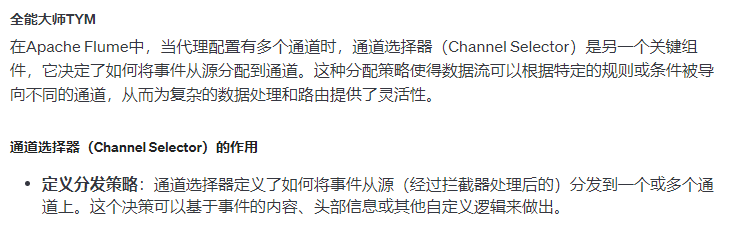 全能大师TYM
在Apache Flume中，当代理配置有多个通道时，通道选择器（Channel Selector）是另一个关键组
件，它决定了如何将事件从源分配到通道。这种分配策略使得数据流可以根据特定的规则或条件被导
向不同的通道，从而为复杂的数据处理和路由提供了灵活性。
通道选择器（Channel Selector）的作用
• 定义分发策略：通道选择器定义了如何将事件从源（经过拦截器处理后的）分发到一个或多个通
道上。这个决策可以基于事件的内容、头部信息或其他自定义逻辑来做出。